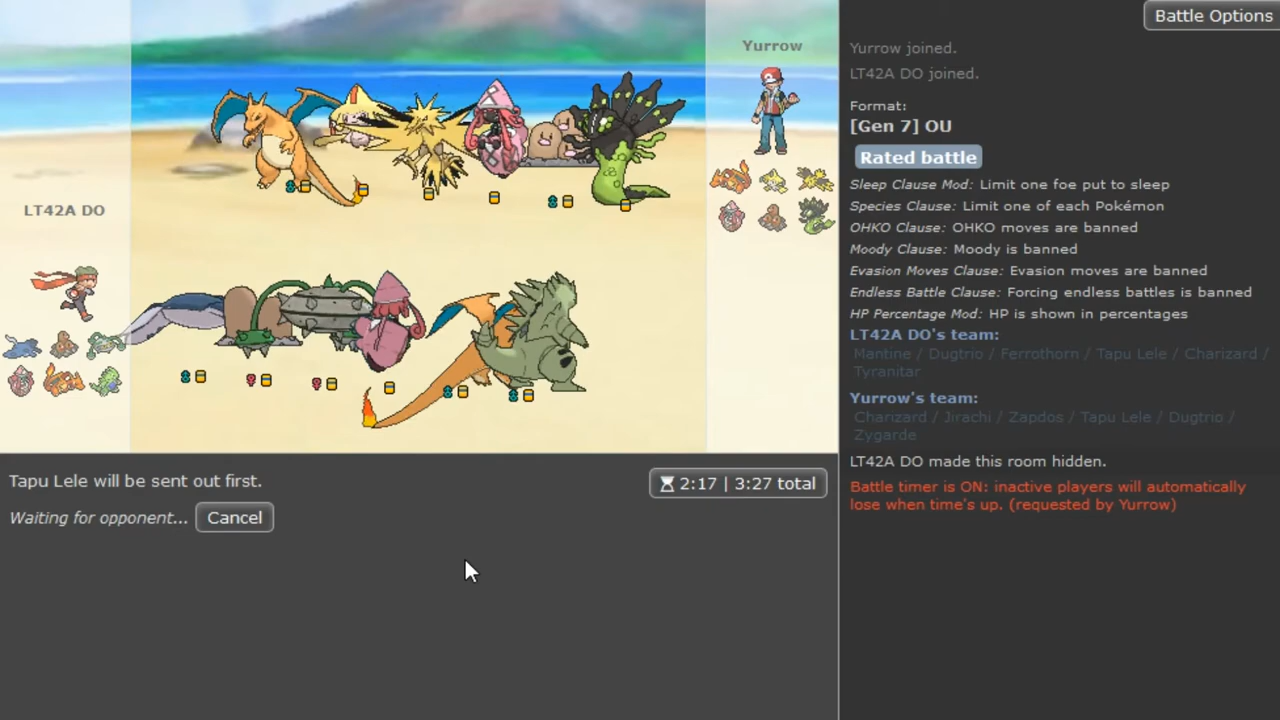 Battle Options
Yurrow
LT42A DO
Yurrow joined.
LT42A DO joined.
Format:
[Gen 7] OU
Rated battle
Sleep Clause Mod: Limit one foe put to sleep
Species Clause: Limit one of each Pokémon
OHKO Clause: OHKO moves are banned
Moody Clause: Moody is banned
Evasion Moves Clause: Evasion moves are banned
Endless Battle Clause: Forcing endless battles is banned
HP Percentage Mod: HP is shown in percentages
LT42A DO's team:
Mantine / Dugtrio / Ferrothorn / Tapu Lele / Charizard /
Tyranitar
Yurrow's team:
Charizard / Jirachi / Zapdos / Tapu Lele / Dugtrio /
Zygarde
LT42A DO made this room hidden.
Battle timer is ON: inactive players will automatically
lose when time's up. (requested by Yurrow)
Tapu Lele will be sent out first.
2:17 | 3:27 total
Waiting for opponent... Cancel